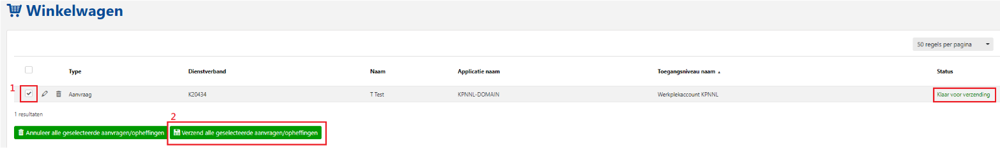 Winkelwagen
50 regels per pagina
Type Dienstverband Naam Applicatie naam Toegangsniveau naam Status
1 Aanvraag K20434 T Test KPNNL-DOMAIN Werkplekaccount KPNNL Klaar voor verzending
1 resultaten
2
Annuleer alle geselecteerde aanvragen/opheffingen Verzend alle geselecteerde aanvragen/opheffingen